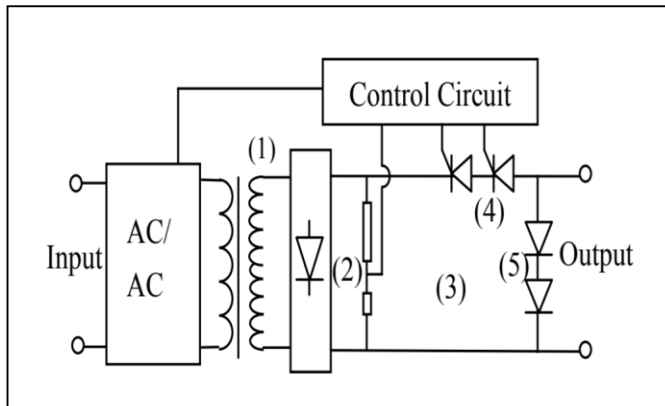 Control Circuit
(1)
AC/
AC
Input
(2)
(3)
(4)
(5)
Output